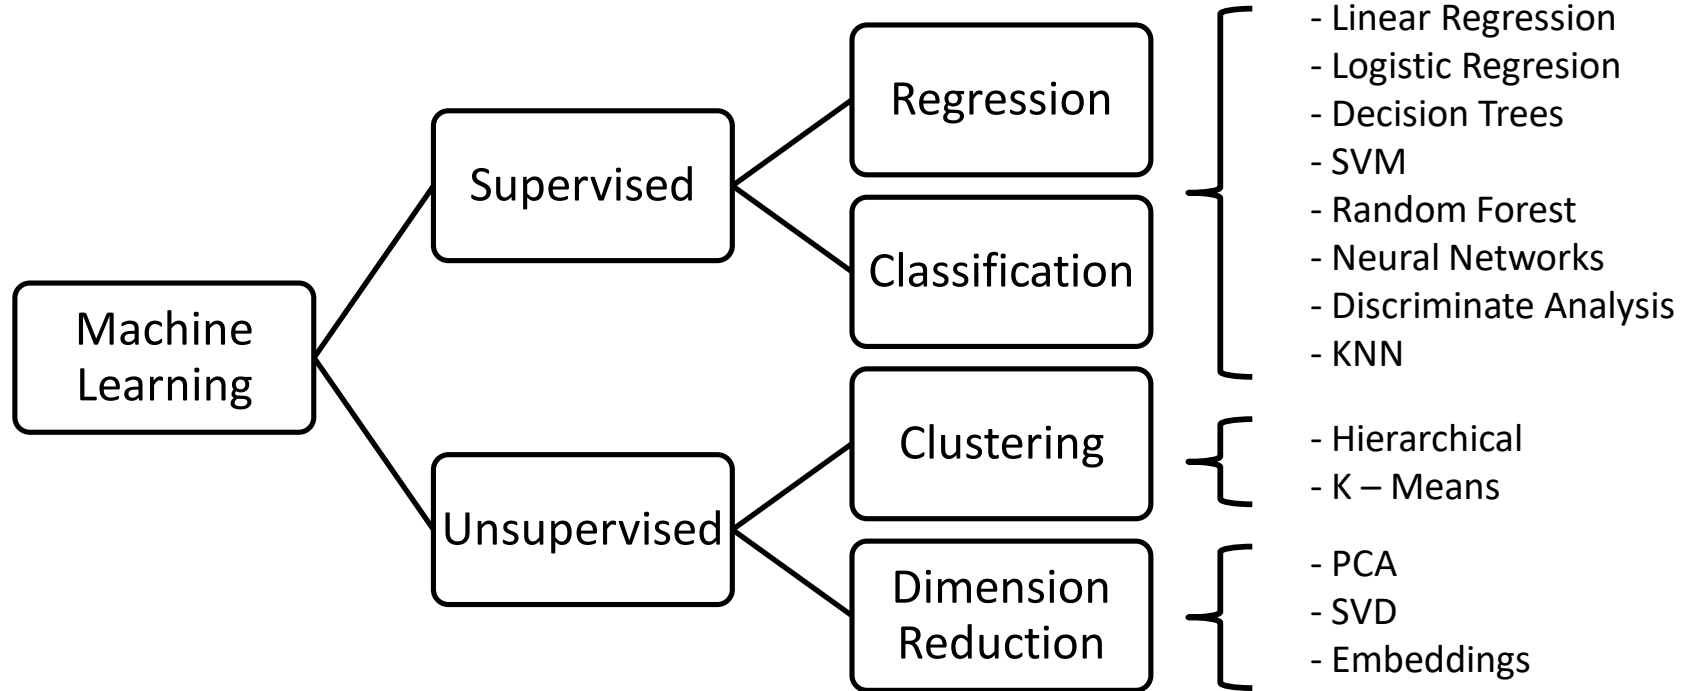 Machine
Learning
Supervised
Unsupervised
Regression
Classification
Clustering
Dimension
Reduction
- Linear Regression
- Logistic Regresion
- Decision Trees
- SVM
- Random Forest
- Neural Networks
- Discriminate Analysis
- KNN
- Hierarchical
- K – Means
- PCA
- SVD
- Embeddings